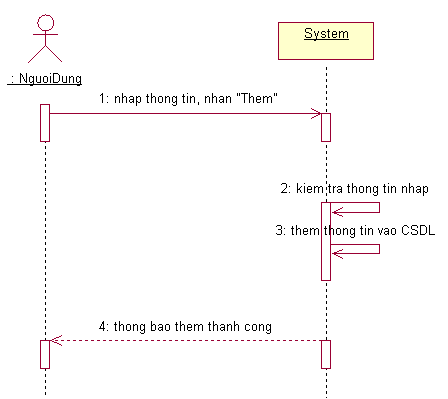 System
: NguoiDung
1: nhap thong tin, nhan "Them"
2: kiem tra thong tin nhap
3: them thong tin vao CSDL
4: thong bao them thanh cong